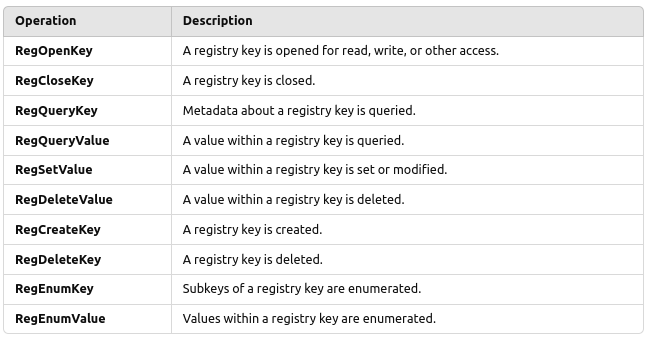 Operation Description
RegOpenKey A registry key is opened for read, write, or other access.
RegCloseKey A registry key is closed.
RegQueryKey Metadata about a registry key is queried.
RegQueryValue A value within a registry key is queried.
RegSetValue A value within a registry key is set or modified.
RegDeleteValue A value within a registry key is deleted.
RegCreateKey A registry key is created.
RegDeleteKey A registry key is deleted.
RegEnumKey Subkeys of a registry key are enumerated.
RegEnumValue Values within a registry key are enumerated.